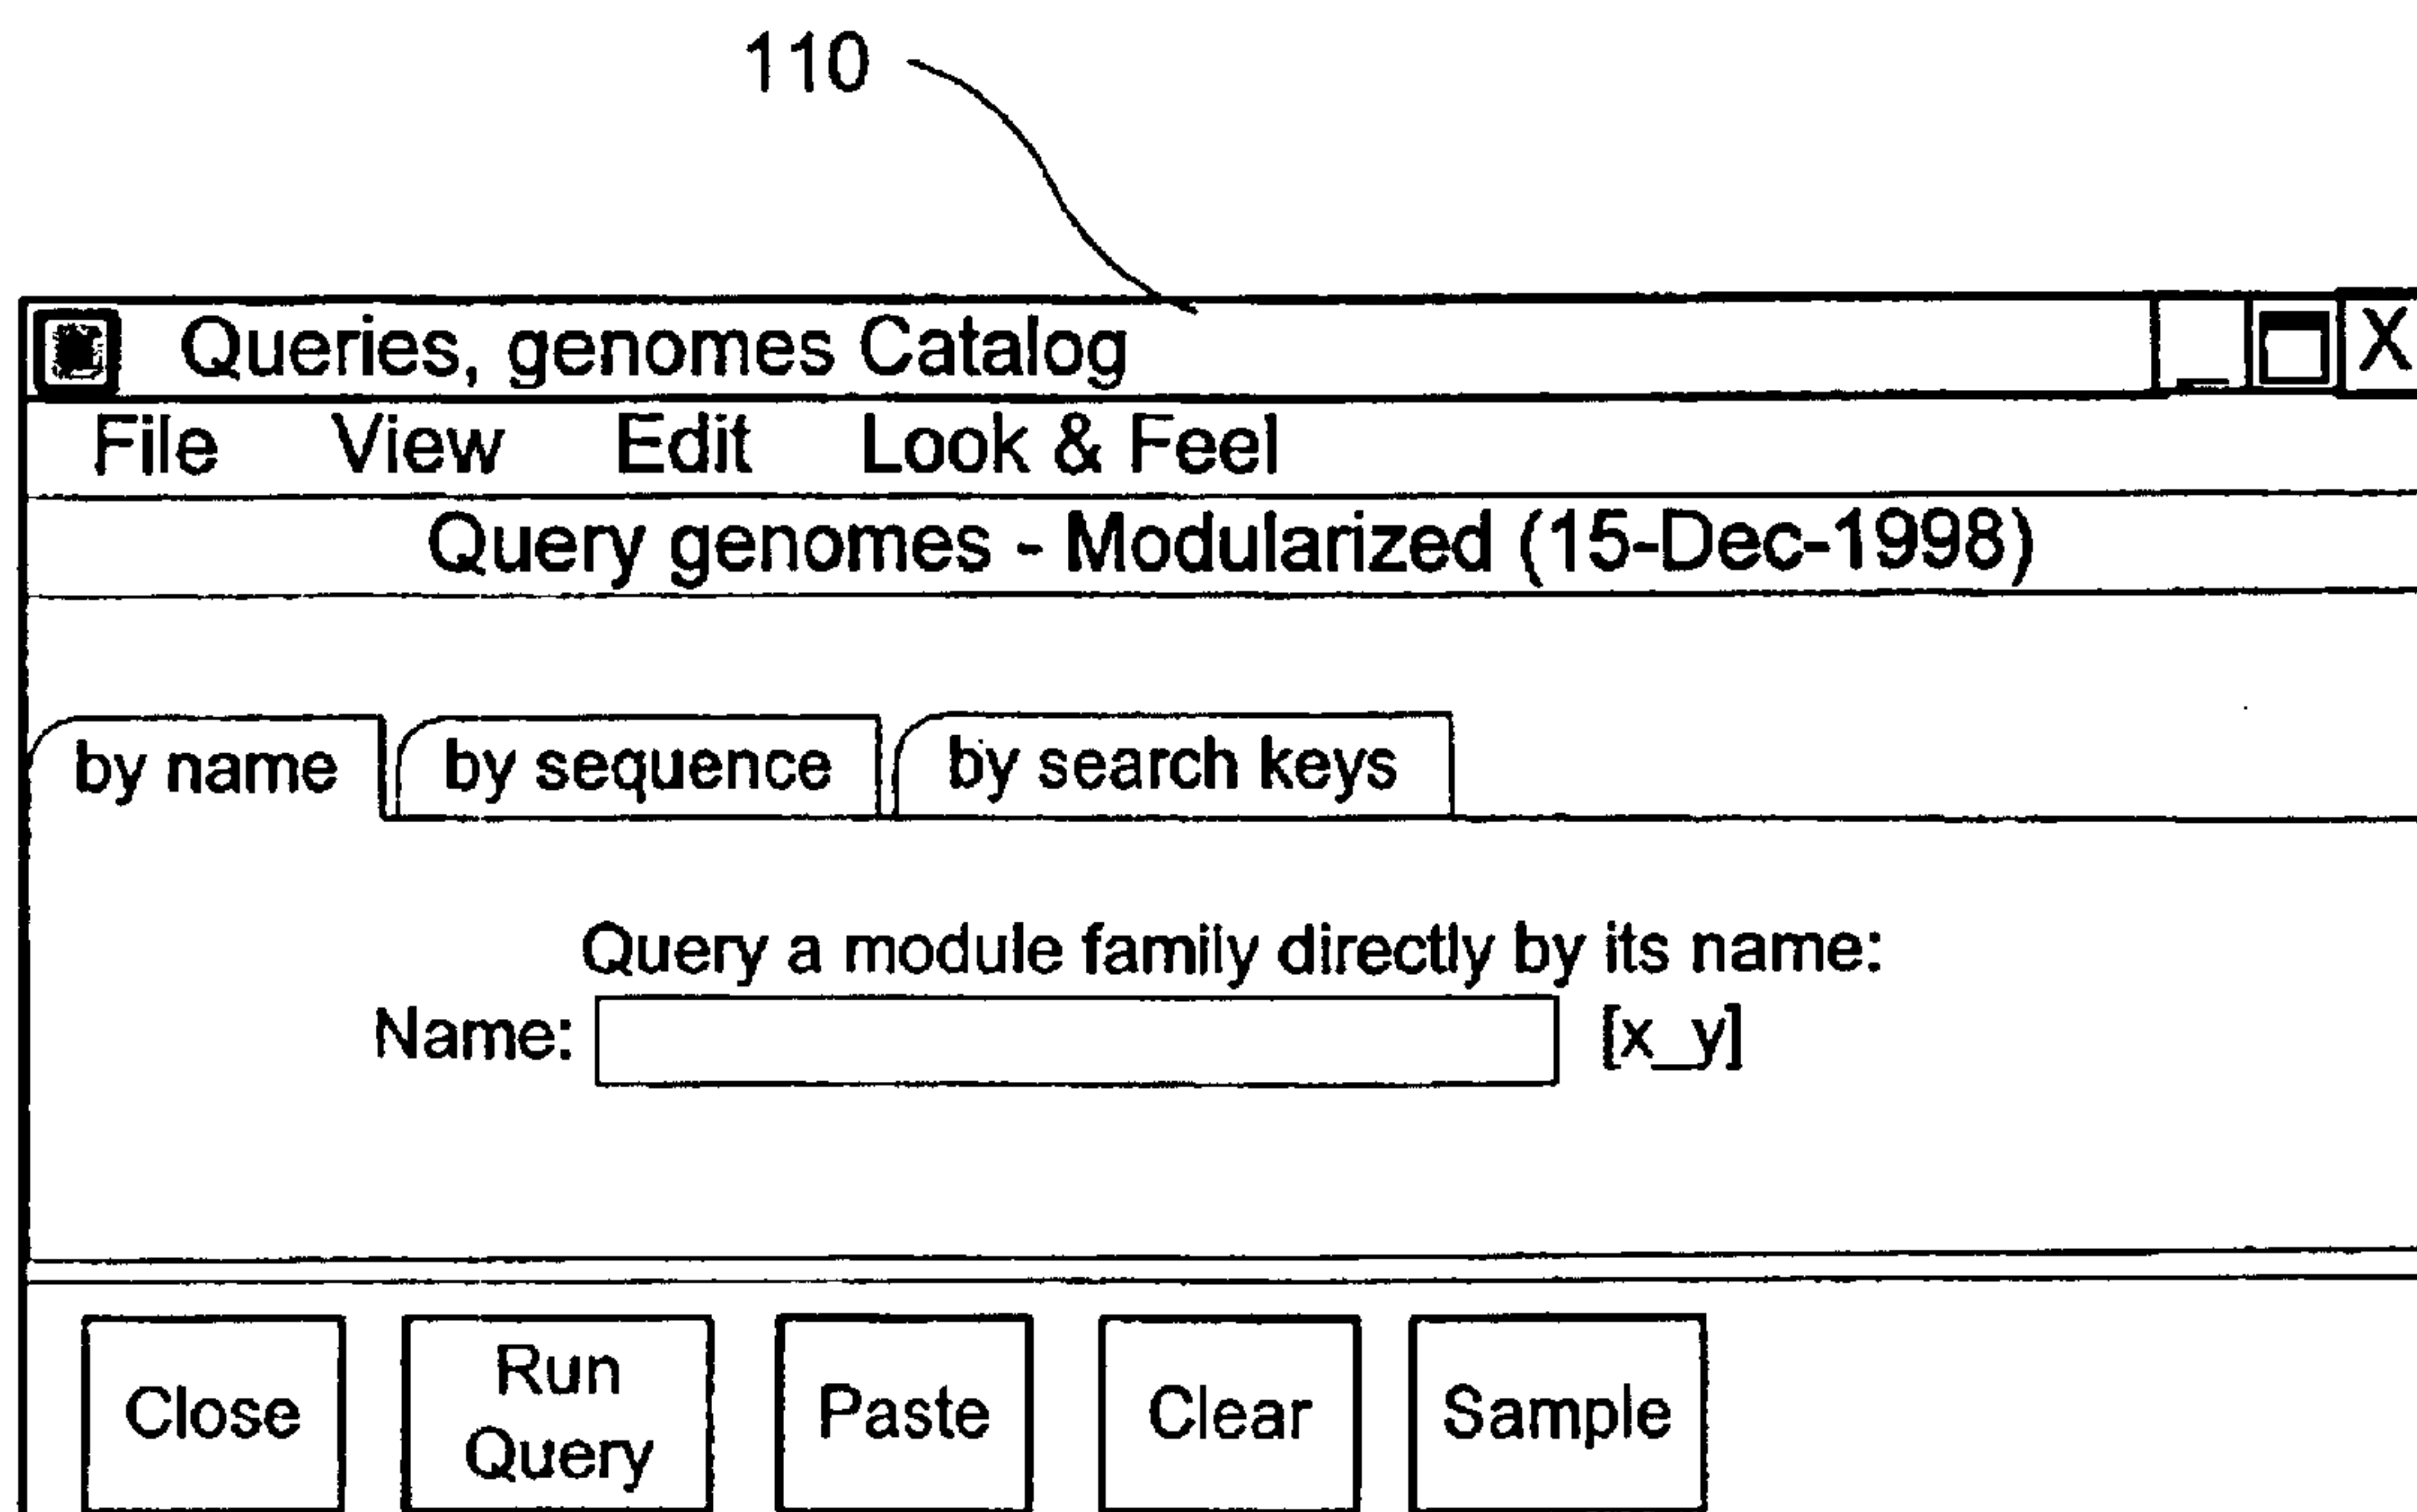 110
Queries, genomes Catalog _ X
File View Edit Look & Feel
Query genomes - Modularized (15-Dec-1998)
by name by sequence by search keys
Query a module family directly by its name:
Name: [x_y]
Close Run Query Paste Clear Sample